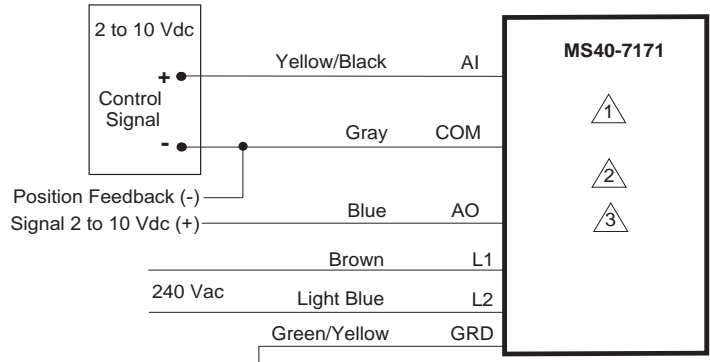 2 to 10 Vdc
MS40-7171
Yellow/Black AI
+
Control
Signal
1
-
Gray COM
2
Position Feedback (-)
Signal 2 to 10 Vdc (+)
Blue AO
3
Brown L1
240 Vac
Light Blue L2
Green/Yellow GRD